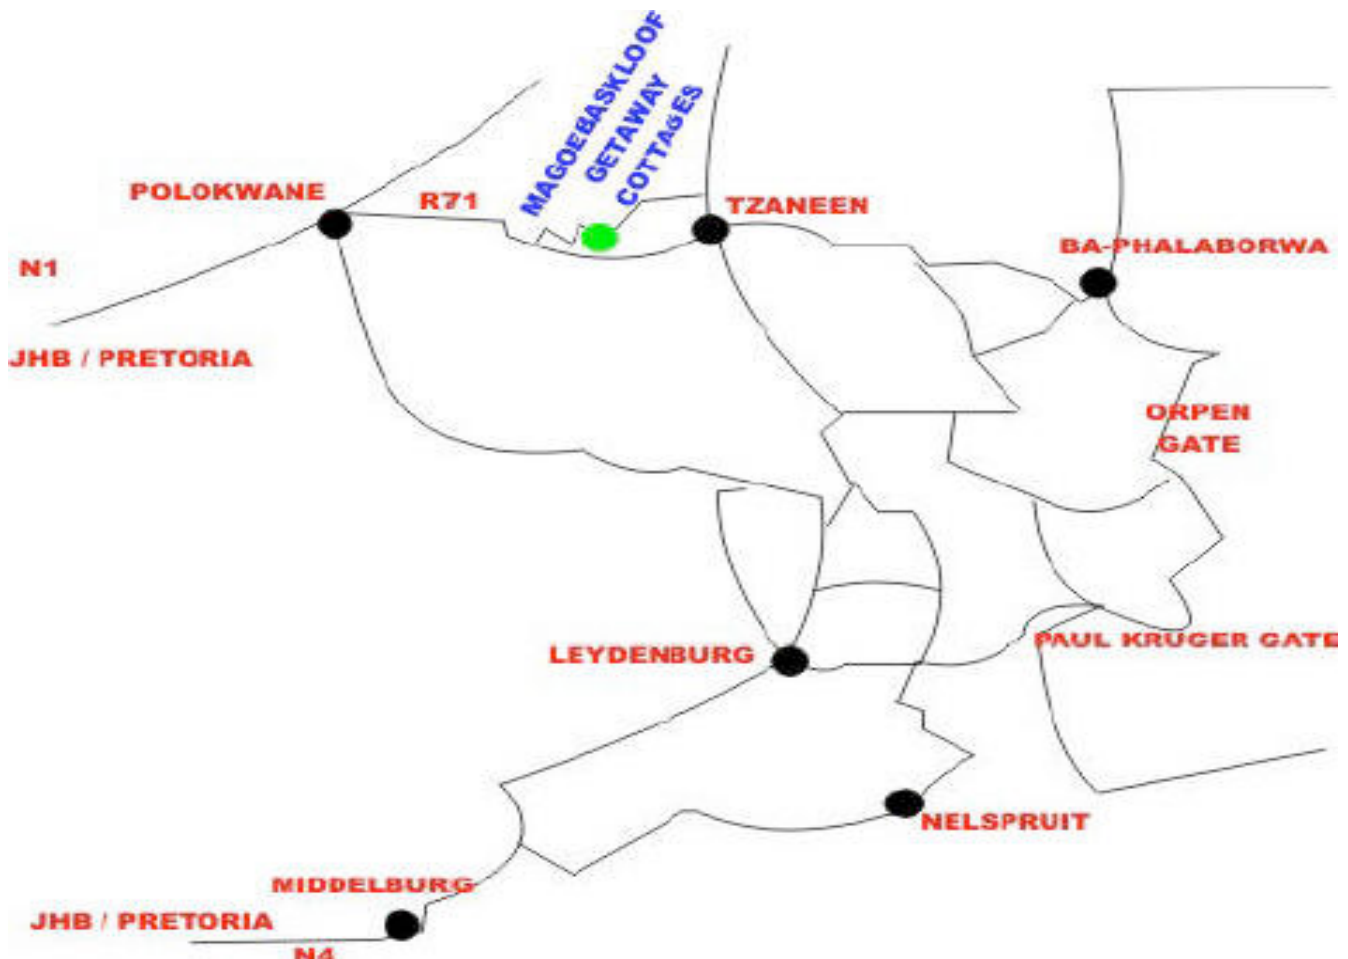 MAGOEBASKLOOF
GETAWAY
COTTAGES
POLOKWANE
R71
TZANEEN
BA-PHALABORWA
N1
JHB / PRETORIA
ORPEN
GATE
LEYDENBURG
PAUL KRUGER GATE
NELSPRUIT
MIDDELBURG
JHB / PRETORIA
N4